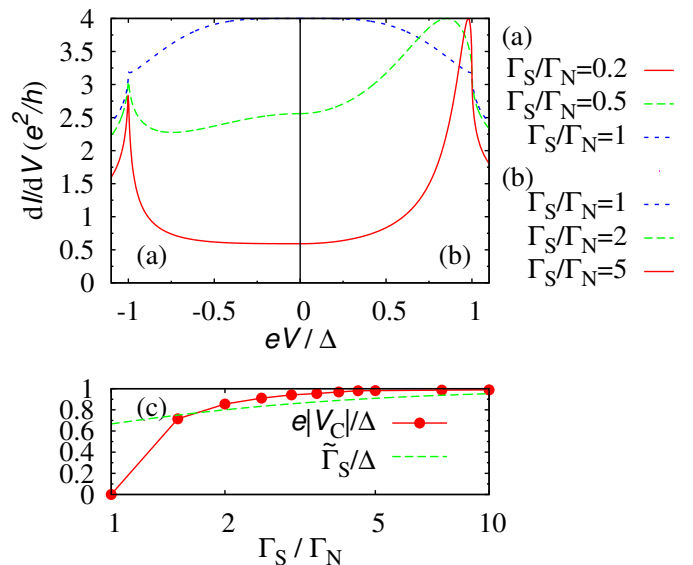 4
3.5
3
2.5
2
1.5
1
0.5
0
dI/dV (e²/h)
(a)
(b)
-1
-0.5
0
0.5
1
eV / Δ
(a)
Γ_S/Γ_N=0.2
Γ_S/Γ_N=0.5
Γ_S/Γ_N=1
(b)
Γ_S/Γ_N=1
Γ_S/Γ_N=2
Γ_S/Γ_N=5
1
0.8
0.6
0.4
0.2
0
(c)
e|V_C|/Δ
Γ̃_S/Δ
1
2
5
10
Γ_S / Γ_N